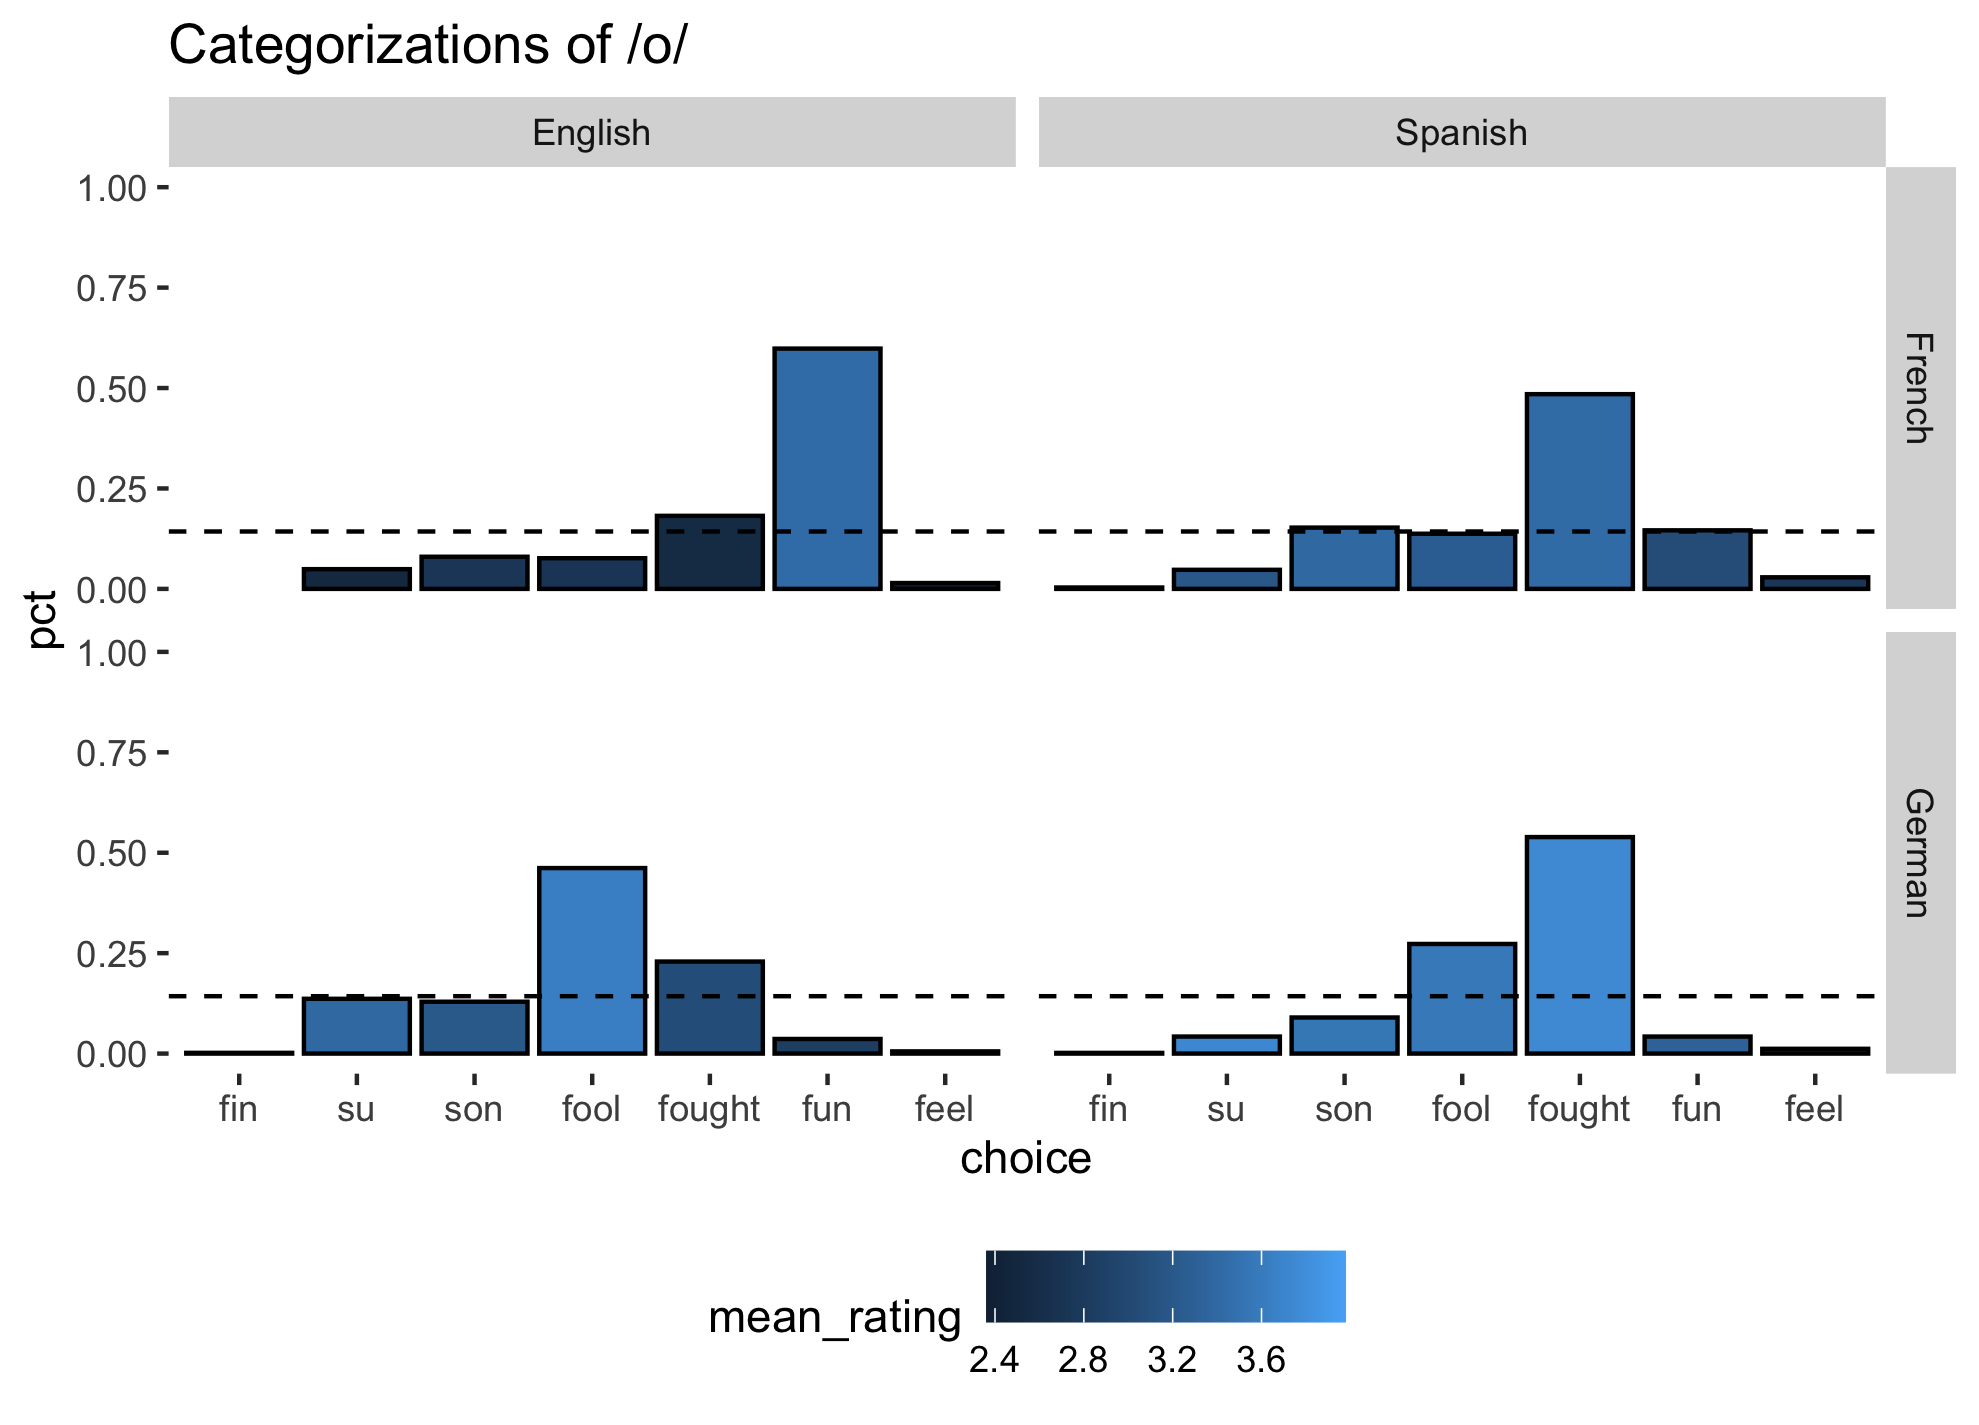 Categorizations of /o/
English Spanish
French
1.00
0.75
0.50
0.25
0.00
German
1.00
0.75
0.50
0.25
0.00
pct
fin su son fool fought fun feel fin su son fool fought fun feel
choice
mean_rating
2.4 2.8 3.2 3.6